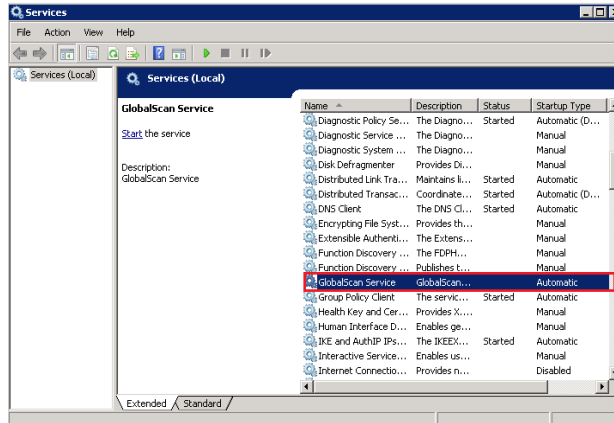 Services
File Action View Help
Services (Local)
Services (Local)
GlobalScan Service
Start the service
Description:
GlobalScan Service
Name Description Status Startup Type
Diagnostic Policy Se... The Diagno... Started Automatic (D...
Diagnostic Service ... The Diagno... Manual
Diagnostic System ... The Diagno... Manual
Disk Defragmenter Provides Di... Manual
Distributed Link Tra... Maintains li... Started Automatic
Distributed Transac... Coordinate... Started Automatic (D...
DNS Client The DNS Cl... Started Automatic
Encrypting File Syst... Provides th... Manual
Extensible Authenti... The Extens... Manual
Function Discovery ... The FDPH... Manual
Function Discovery ... Publishes t... Manual
GlobalScan Service GlobalScan... Automatic
Group Policy Client The servic... Started Automatic
Health Key and Cer... Provides X.... Manual
Human Interface D... Enables ge... Manual
IKE and AuthIP IPs... The IKEEX... Started Automatic
Interactive Service... Enables us... Manual
Internet Connectio... Provides n... Disabled
Extended Standard